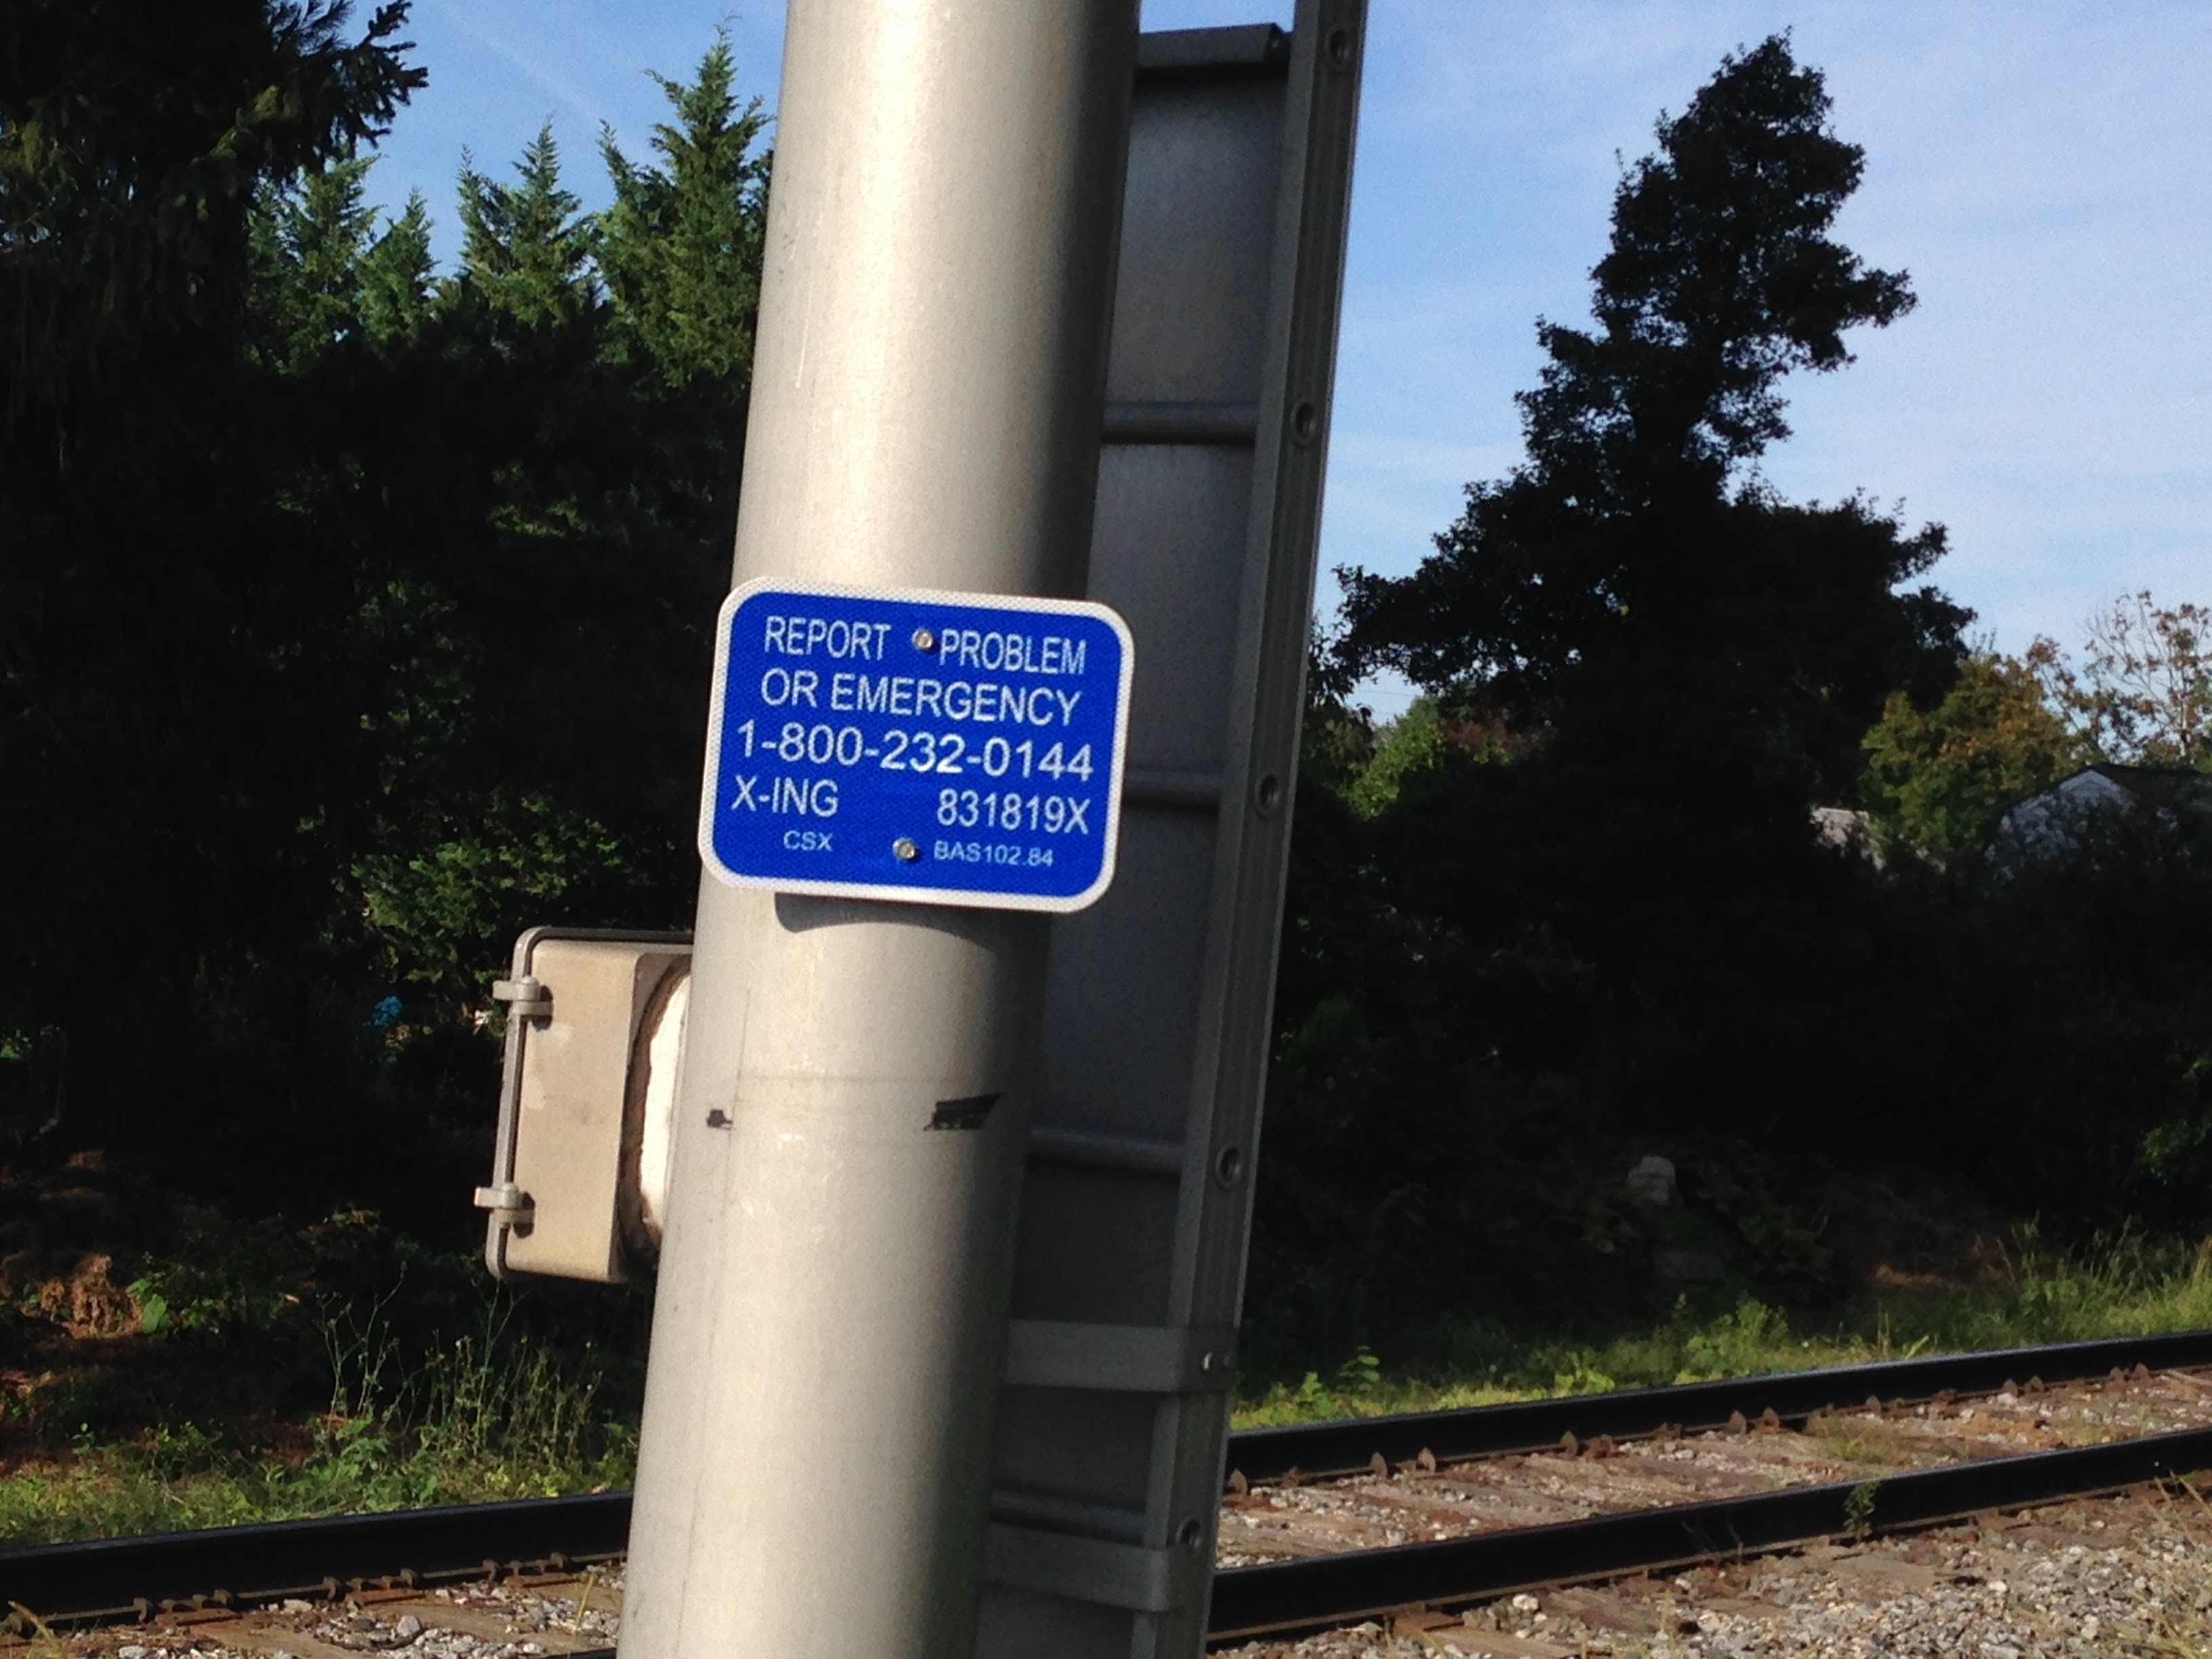 REPORT PROBLEM
OR EMERGENCY
1-800-232-0144
X-ING 831819X
CSX BAS102.84